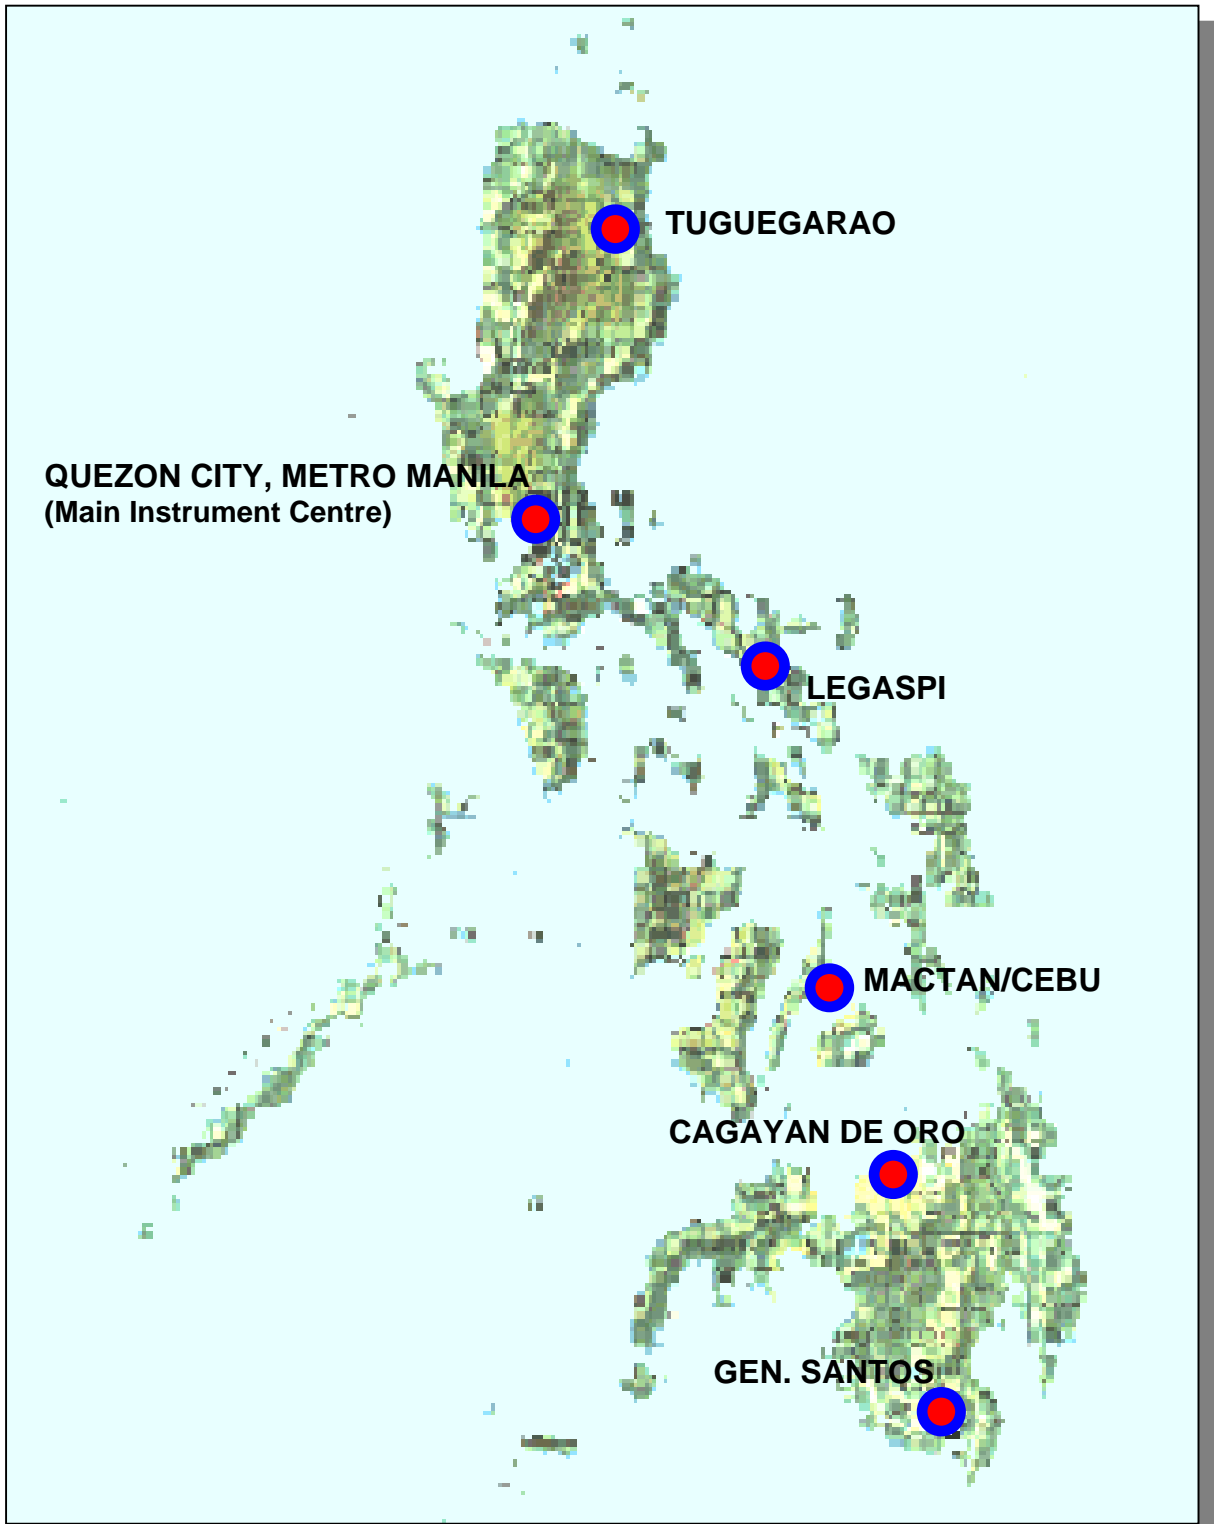 TUGUEGARAO
QUEZON CITY, METRO MANILA
(Main Instrument Centre)
LEGASPI
MACTAN/CEBU
CAGAYAN DE ORO
GEN. SANTOS